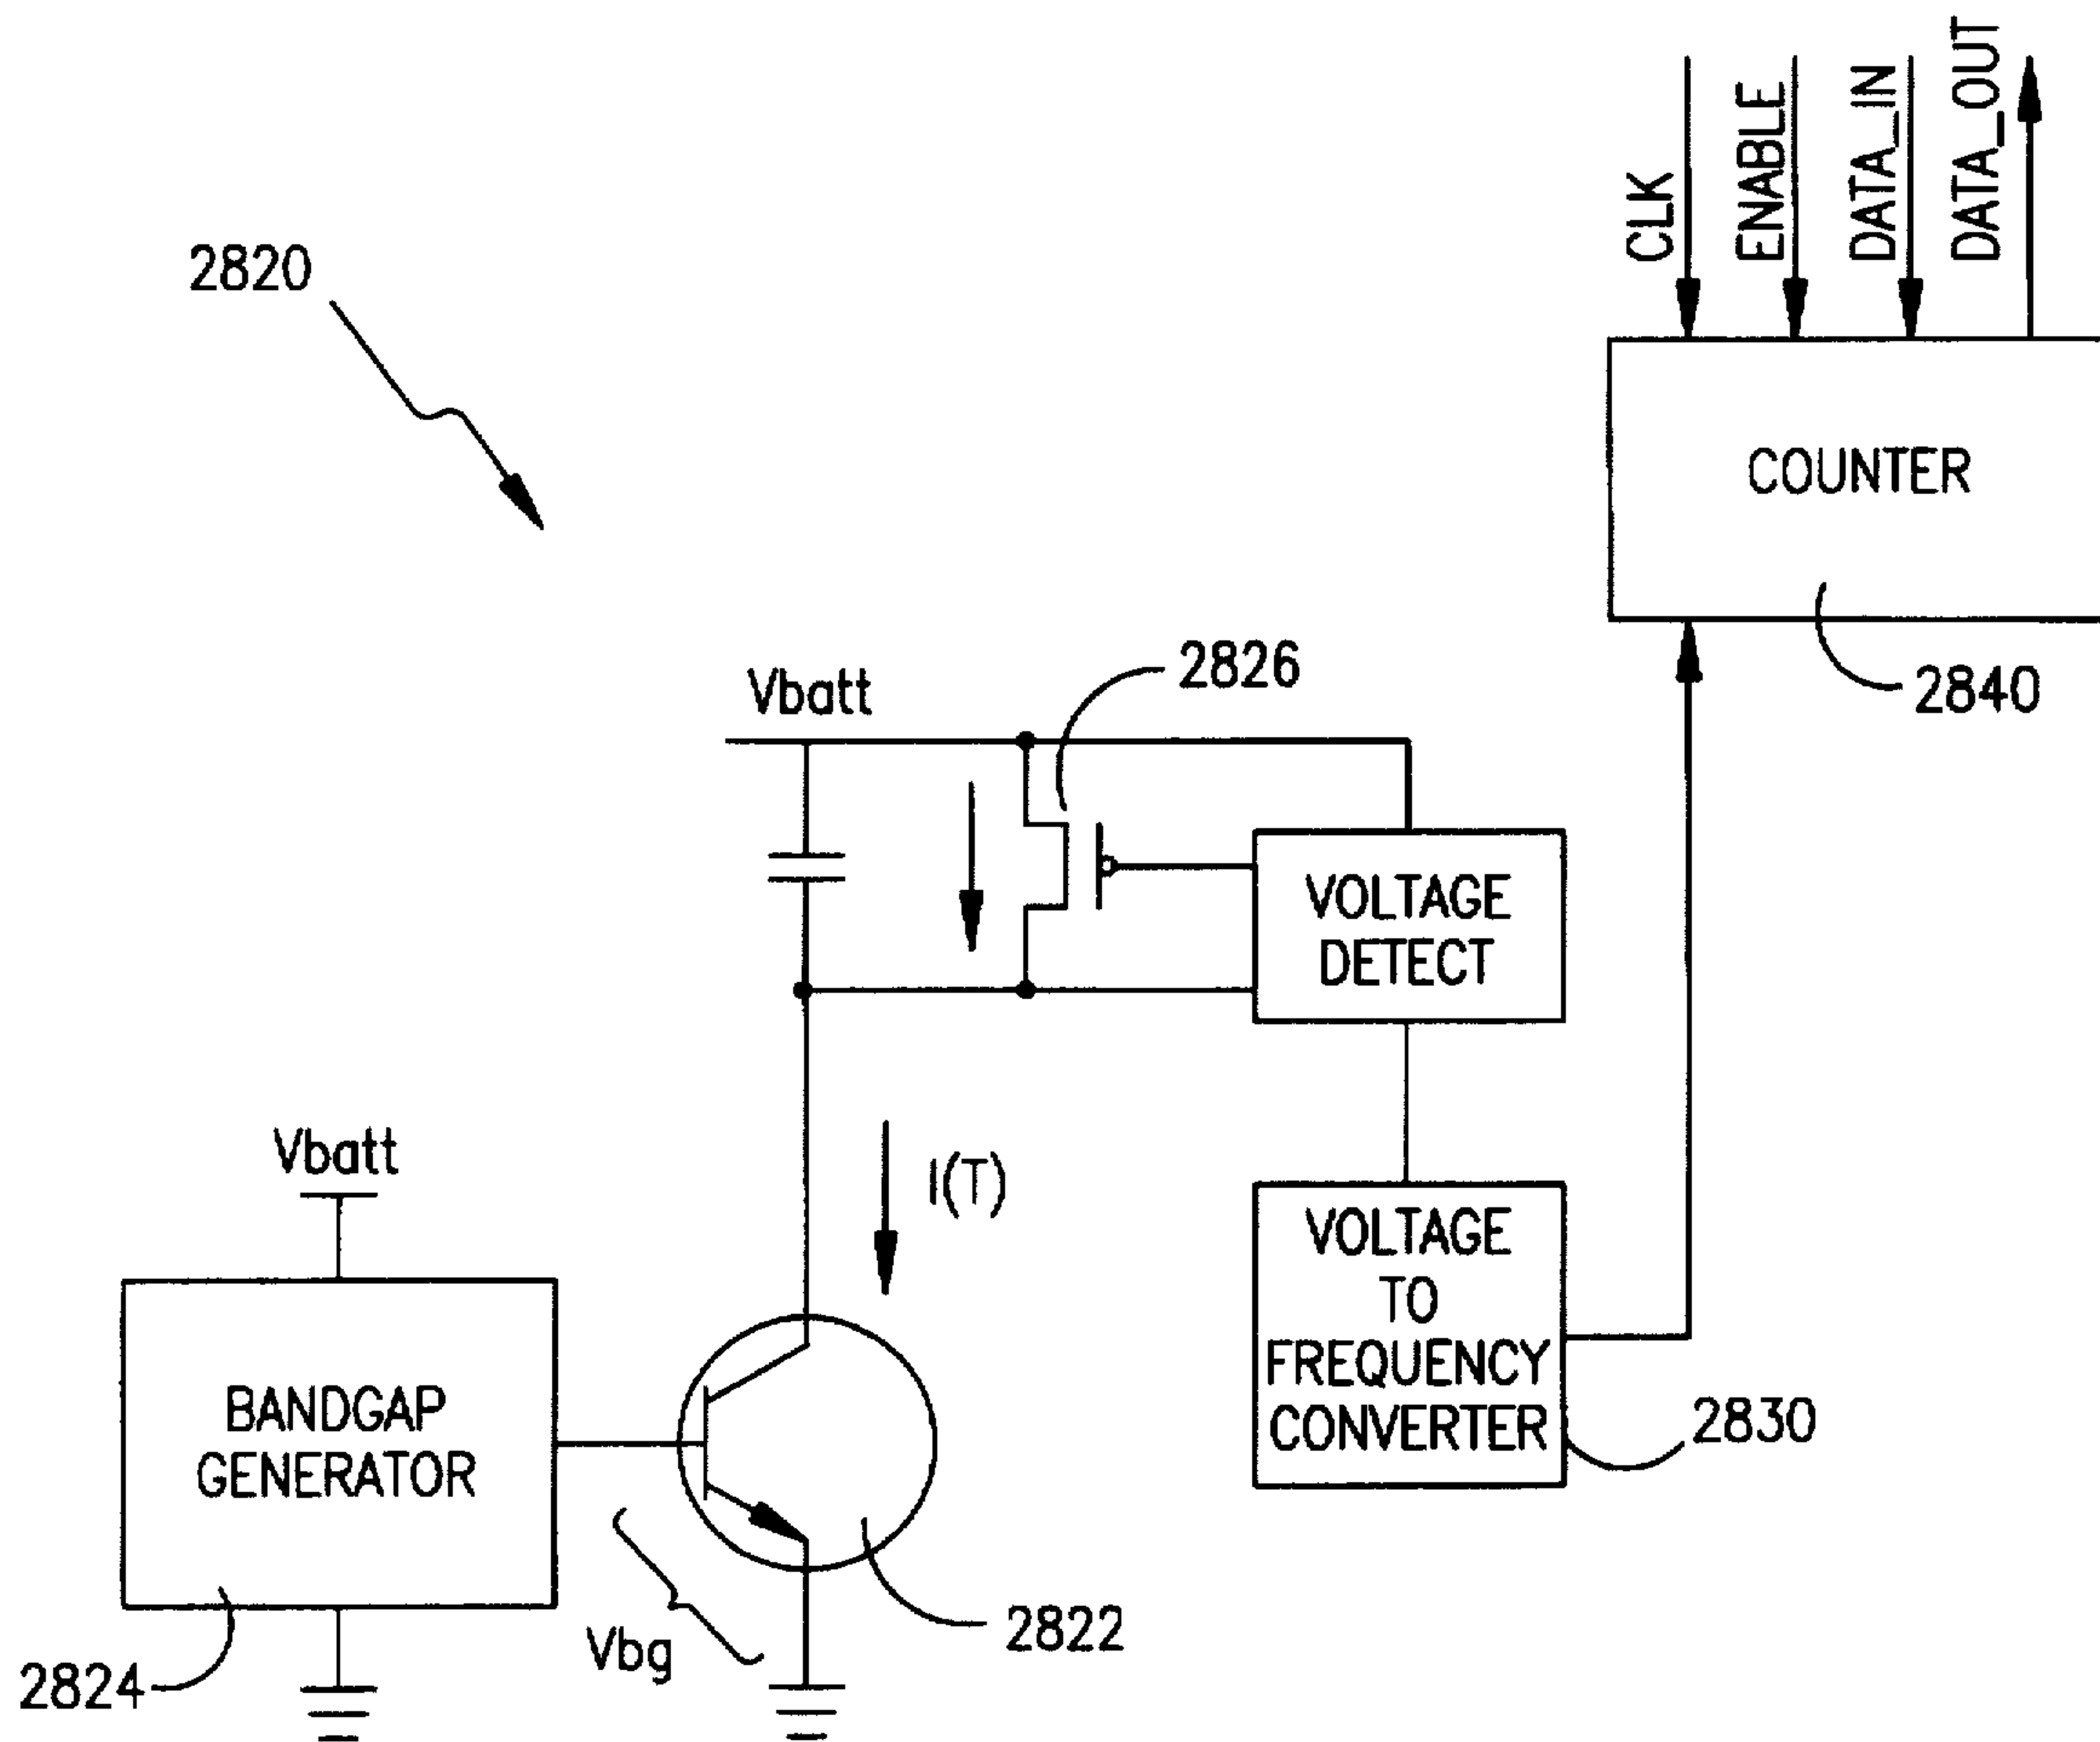 CLK
ENABLE
DATA_IN
DATA_OUT
2820
COUNTER
2840
2826
Vbatt
VOLTAGE
DETECT
Vbatt
I(T)
VOLTAGE
TO
FREQUENCY
CONVERTER
2830
BANDGAP
GENERATOR
Vbg
2822
2824